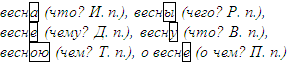 весна (что? И. п.), весны (чего? Р. п.),
весне (чему? Д. п.), весну (что? В. п.),
весною (чем? Т. п.), о весне (о чем? П. п.)